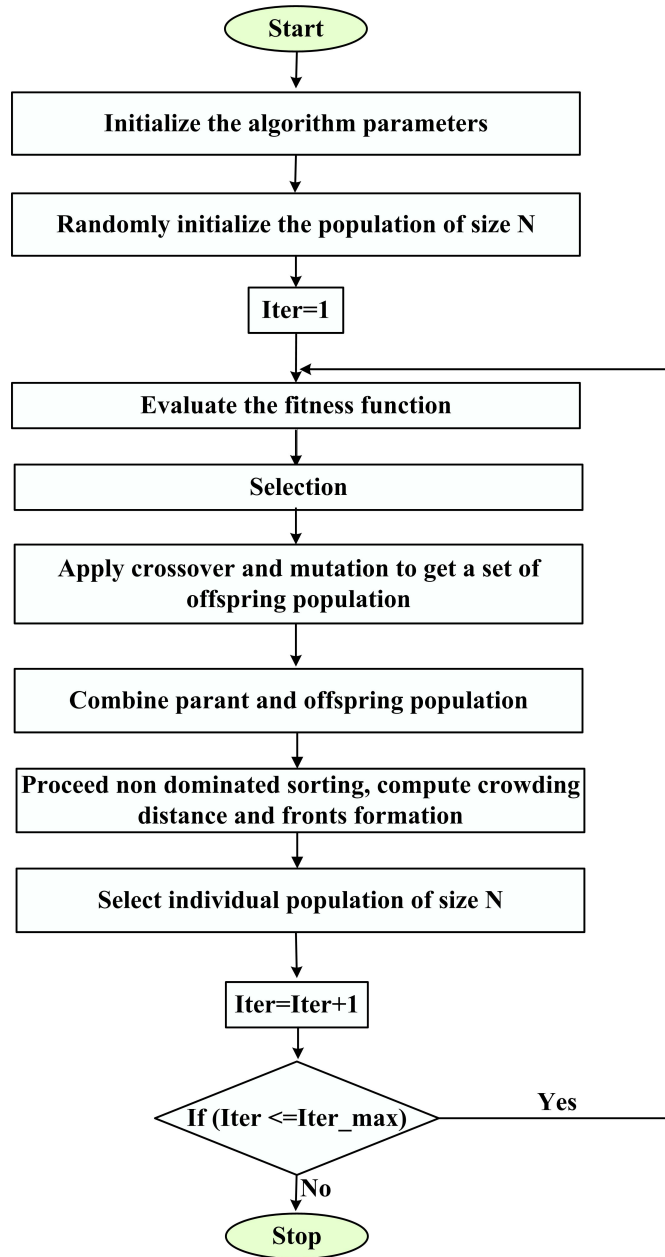 Start
Initialize the algorithm parameters
Randomly initialize the population of size N
Iter=1
Evaluate the fitness function
Selection
Apply crossover and mutation to get a set of
offspring population
Combine parant and offspring population
Proceed non dominated sorting, compute crowding
distance and fronts formation
Select individual population of size N
Iter=Iter+1
If (Iter <=Iter_max)
Yes
No
Stop